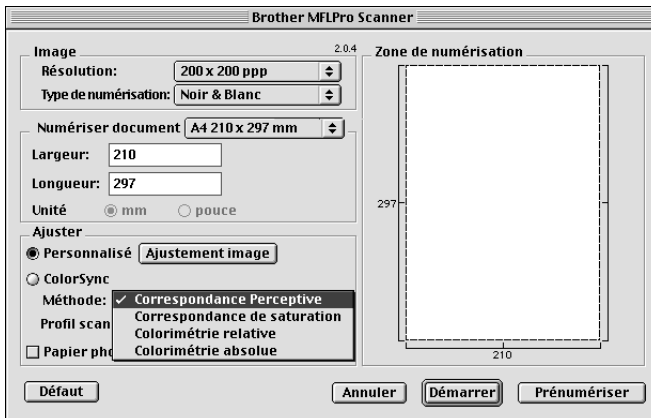 Brother MFLPro Scanner
Image
2.0.4
Résolution: 200 x 200 ppp
Type de numérisation: Noir & Blanc
Numériser document A4 210 x 297 mm
Largeur: 210
Longueur: 297
Unité mm pouce
Ajuster
Personnalisé Ajustement image
ColorSync
Méthode: ✓ Correspondance Perceptive
Correspondance de saturation
Colorimétrie relative
Colorimétrie absolue
Profil scan
Papier pho
Zone de numérisation
297
210
Défaut
Annuler
Démarrer
Prénumériser